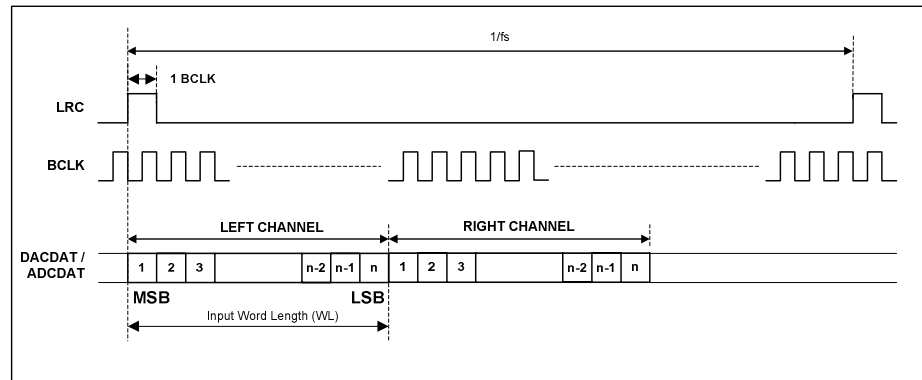 1/fs
1 BCLK
LRC
BCLK
LEFT CHANNEL
RIGHT CHANNEL
DACDAT /
ADCDAT
1 2 3 n-2 n-1 n 1 2 3 n-2 n-1 n
MSB LSB
Input Word Length (WL)